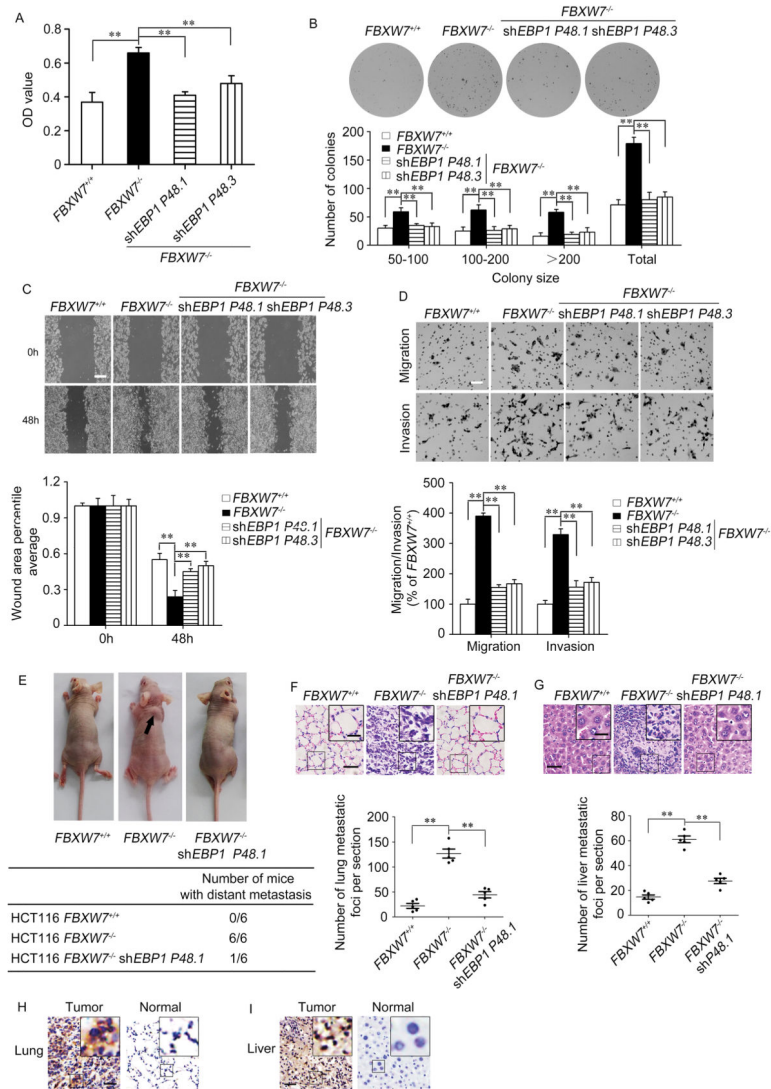 A
**
**
**
0.8
0.6
0.4
0.2
0
OD value
FBXW7+/+
FBXW7-/-
shEBP1 P48.1
shEBP1 P48.3
FBXW7-/-
B
FBXW7-/-
FBXW7+/+
FBXW7-/-
shEBP1 P48.1 shEBP1 P48.3
Number of colonies
250
200
150
100
50
0
FBXW7+/+
FBXW7-/-
shEBP1 P48.1
shEBP1 P48.3
FBXW7-/-
** **
**
** **
**
** **
**
** **
**
50-100
100-200
>200
Total
Colony size
C
FBXW7-/-
FBXW7+/+
FBXW7-/-
shEBP1 P48.1 shEBP1 P48.3
0h
48h
Wound area percentile
average
1.2
0.9
0.6
0.3
0
**
**
**
0h
48h
FBXW7+/+
FBXW7-/-
shEBP1 P48.1
shEBP1 P48.3
FBXW7-/-
D
FBXW7-/-
FBXW7+/+
FBXW7-/-
shEBP1 P48.1 shEBP1 P48.3
Migration
Invasion
Migration/Invasion
(% of FBXW7+/+)
500
400
300
200
100
0
**
** **
**
** **
Migration
Invasion
FBXW7+/+
FBXW7-/-
shEBP1 P48.1
shEBP1 P48.3
FBXW7-/-
E
FBXW7+/+
FBXW7-/-
FBXW7-/-
shEBP1 P48.1
Number of mice
with distant metastasis
HCT116 FBXW7+/+ 0/6
HCT116 FBXW7-/- 6/6
HCT116 FBXW7-/- shEBP1 P48.1 1/6
F
FBXW7-/-
FBXW7+/+
FBXW7-/-
shEBP1 P48.1
Number of lung metastatic
foci per section
200
150
100
50
0
**
**
FBXW7+/+
FBXW7-/-
FBXW7-/-
shEBP1 P48.1
G
FBXW7-/-
FBXW7+/+
FBXW7-/-
shEBP1 P48.1
Number of liver metastatic
foci per section
80
60
40
20
0
**
**
FBXW7+/+
FBXW7-/-
FBXW7-/-
shP48.1
H
Tumor
Normal
Lung
I
Tumor
Normal
Liver